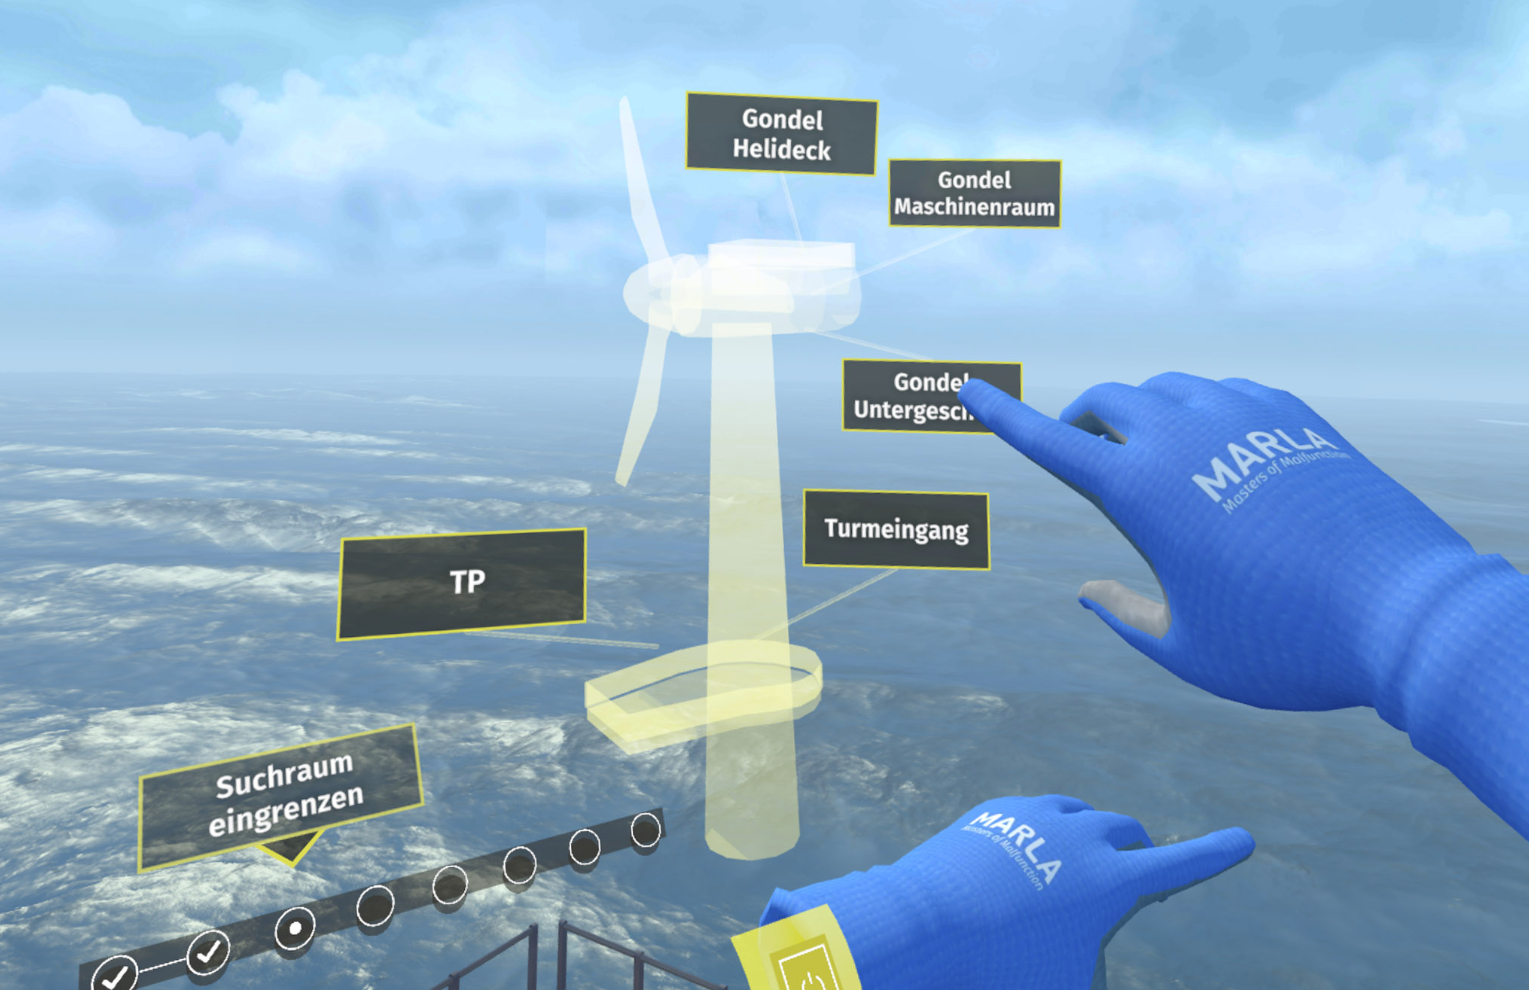 Gondel
Helideck
Gondel
Maschinenraum
Gondel
TP
Turmeingang
Suchraum
eingrenzen
MARLA
Masters of Malfunction
MARLA
Masters of Malfunction